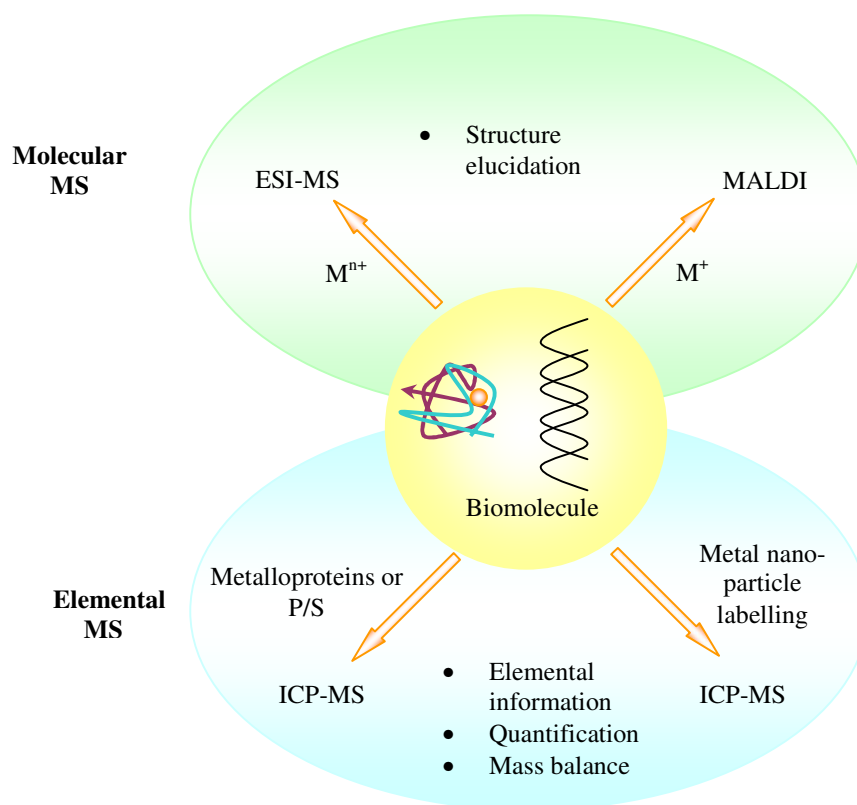 Molecular
MS
• Structure
elucidation
ESI-MS
MALDI
Mⁿ⁺
M⁺
Biomolecule
Elemental
MS
Metalloproteins or
P/S
Metal nano-
particle
labelling
ICP-MS
ICP-MS
• Elemental
information
• Quantification
• Mass balance